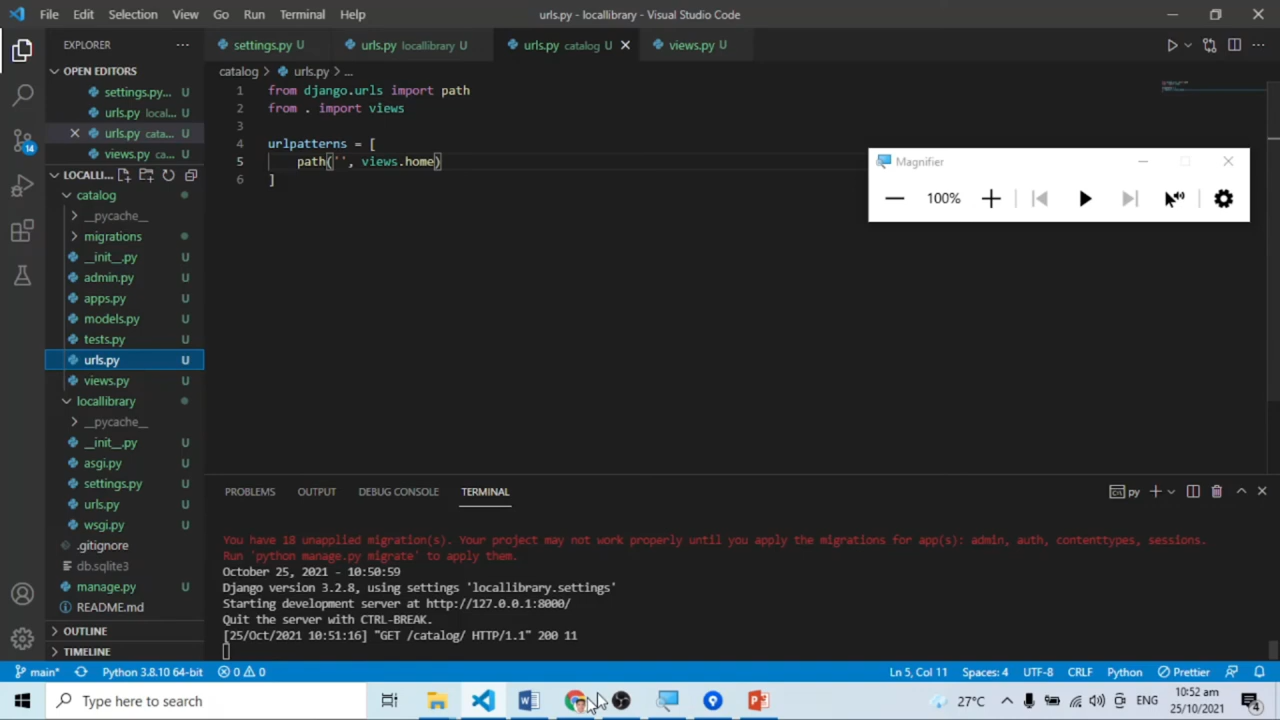 File Edit Selection View Go Run Terminal Help urls.py - locallibrary - Visual Studio Code
EXPLORER
OPEN EDITORS
settings.py... U
urls.py local... U
urls.py cata... U
views.py ca... U
LOCALLI...
catalog
__pycache__
migrations
__init__.py U
admin.py U
apps.py U
models.py U
tests.py U
urls.py U
views.py U
locallibrary
__pycache__
__init__.py U
asgi.py U
settings.py U
urls.py U
wsgi.py U
.gitignore
db.sqlite3
manage.py U
README.md
OUTLINE
TIMELINE
14
settings.py U urls.py locallibrary U urls.py catalog U views.py U
catalog > urls.py > ...
1 from django.urls import path
2 from . import views
3
4 urlpatterns = [
5 path('', views.home)
6 ]
Magnifier
100%
PROBLEMS OUTPUT DEBUG CONSOLE TERMINAL
py
You have 18 unapplied migration(s). Your project may not work properly until you apply the migrations for app(s): admin, auth, contenttypes, sessions.
Run 'python manage.py migrate' to apply them.
October 25, 2021 - 10:50:59
Django version 3.2.8, using settings 'locallibrary.settings'
Starting development server at http://127.0.0.1:8000/
Quit the server with CTRL-BREAK.
[25/Oct/2021 10:51:16] "GET /catalog/ HTTP/1.1" 200 11
main* Python 3.8.10 64-bit 0 0 Ln 5, Col 11 Spaces: 4 UTF-8 CRLF Python Prettier
Type here to search
27°C ENG 10:52 am
25/10/2021
4